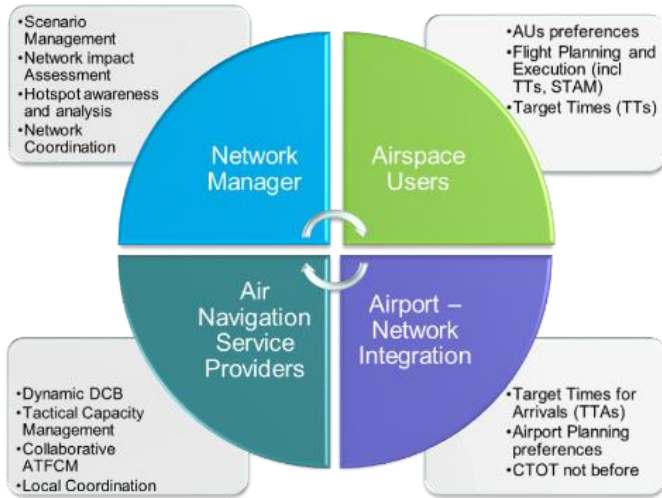 •Scenario
Management
•Network impact
Assessment
•Hotspot awareness
and analysis
•Network
Coordination
Network
Manager
•AUs preferences
•Flight Planning and
Execution (incl
TTs, STAM)
•Target Times (TTs)
Airspace
Users
Air
Navigation
Service
Providers
•Dynamic DCB
•Tactical Capacity
Management
•Collaborative
ATFCM
•Local Coordination
Airport –
Network
Integration
•Target Times for
Arrivals (TTAs)
•Airport Planning
preferences
•CTOT not before